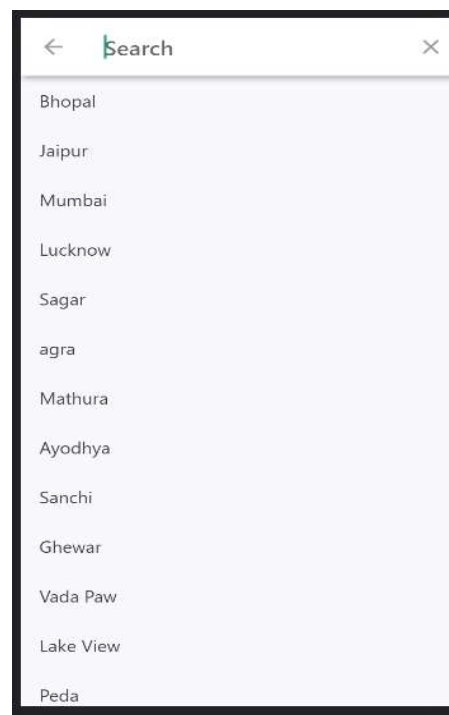 Search
Bhopal
Jaipur
Mumbai
Lucknow
Sagar
agra
Mathura
Ayodhya
Sanchi
Ghewar
Vada Paw
Lake View
Peda